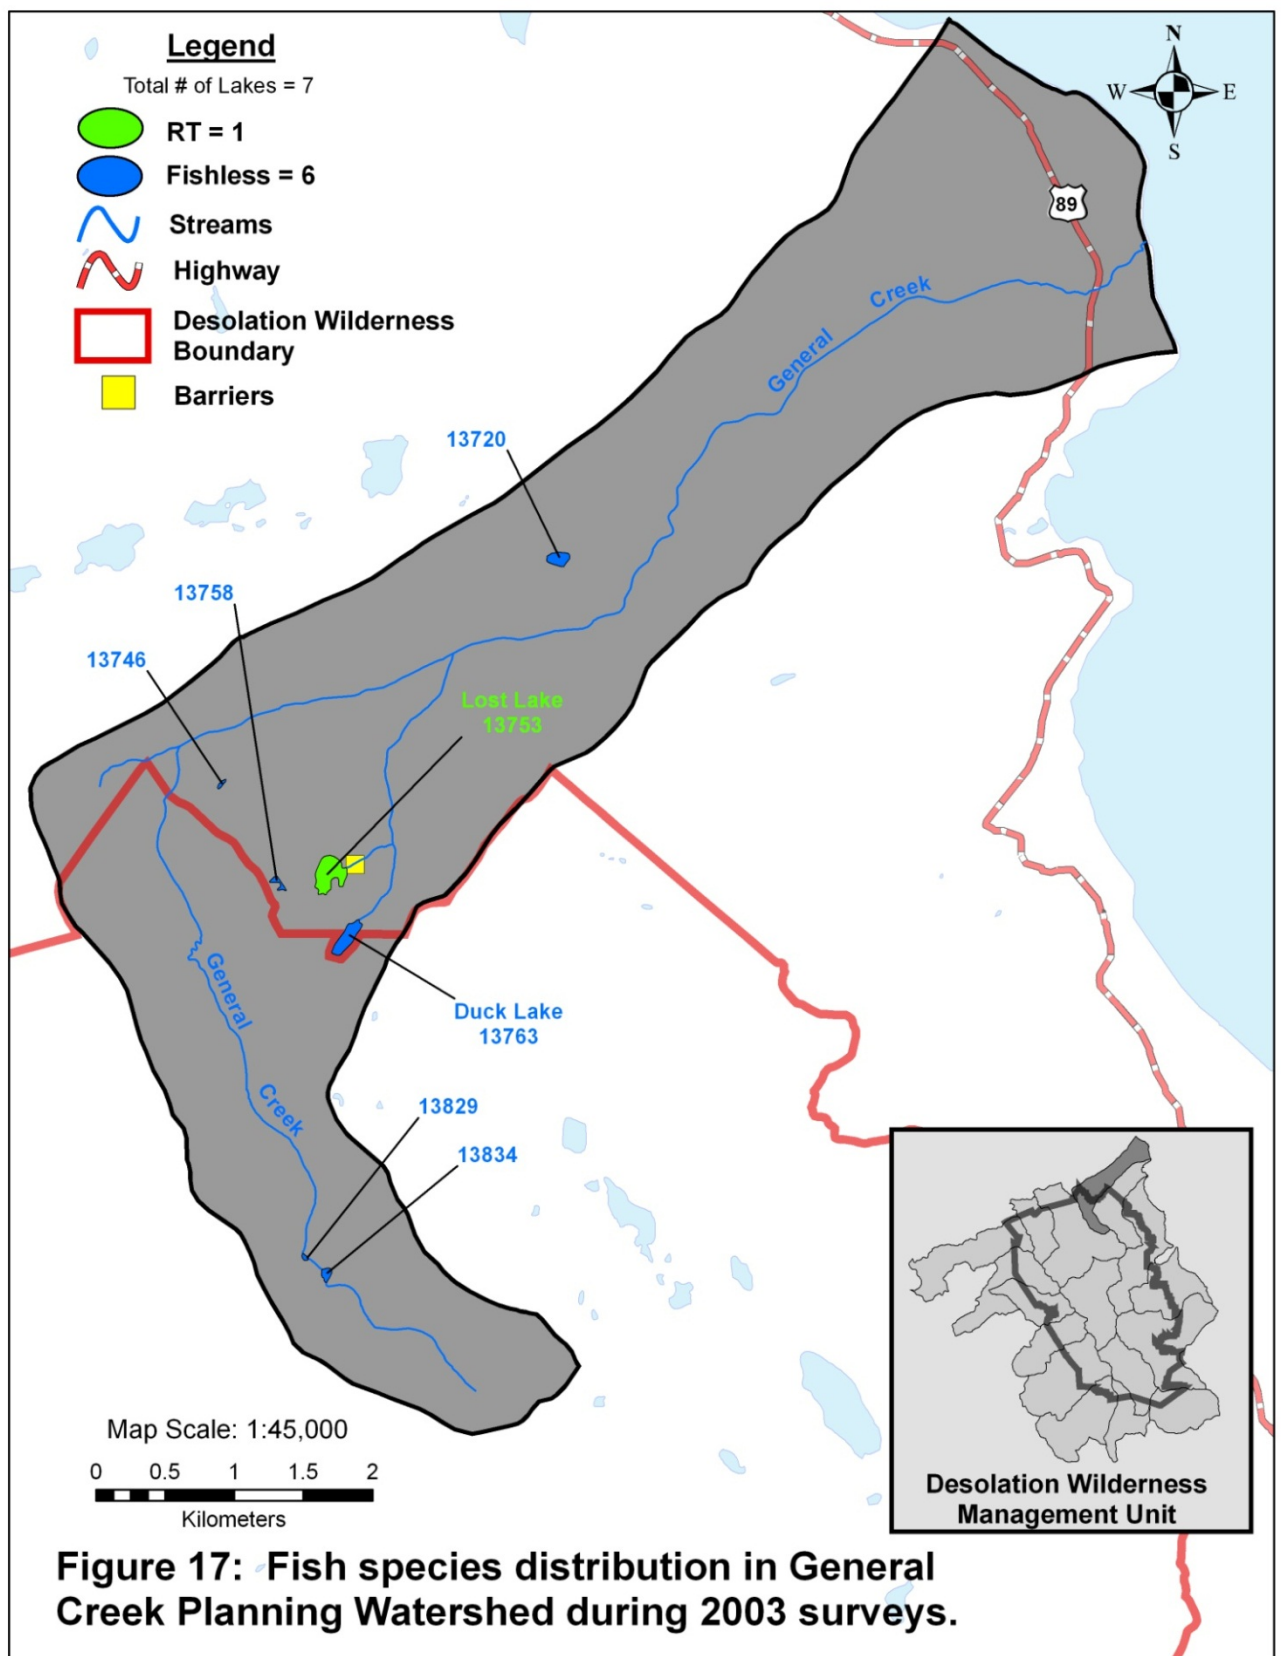 Legend
Total # of Lakes = 7
RT = 1
Fishless = 6
Streams
Highway
Desolation Wilderness
Boundary
Barriers
N
W
E
S
89
General Creek
13720
13758
13746
Lost Lake
13753
Duck Lake
13763
General Creek
13829
13834
Map Scale: 1:45,000
0 0.5 1 1.5 2
Kilometers
Desolation Wilderness
Management Unit
Figure 17: Fish species distribution in General
Creek Planning Watershed during 2003 surveys.